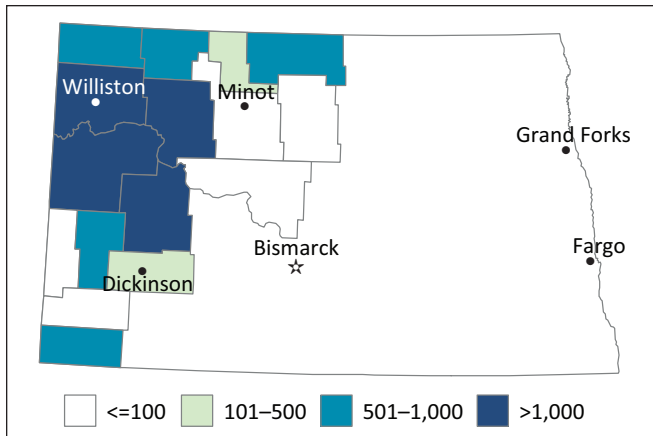 Williston
Minot
Grand Forks
Bismarck
Fargo
Dickinson
<=100
101–500
501–1,000
>1,000